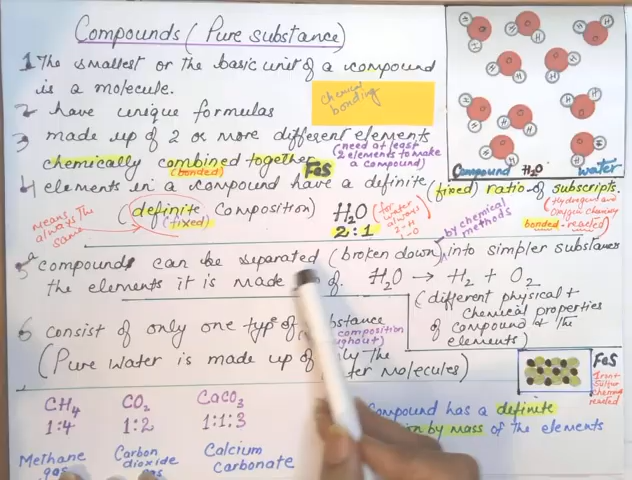 Compounds (Pure substance)
1 The smallest or the basic unit of a compound
is a molecule.
Chemical
bonding
2 have unique formulas
3 made up of 2 or more different elements
chemically combined together FeS (need at least
2 elements to make
a compound)
(bonded)
4 elements in a compound have a definite (fixed) ratio of subscripts.
(definite composition) H2O (for water always 2-H 1-O)
(fixed) 2:1
means always the same
(Hydrogen and Oxygen chemically
bonded-reacted)
by chemical methods
5 a compound can be separated (broken down) into simpler substances
the elements it is made of. H2O → H2 + O2
(different physical +
chemical properties
of compound & the
elements)
6 consist of only one type of substance
composition
(Pure water is made up of the
Molecules)
Compound H2O water
H
FeS
Iron+
Sulfur
chemically
reacted
CH4 CO2 CaCO3
1:4 1:2 1:1:3
Methane gas
Carbon dioxide gas
Calcium Carbonate
Compound has a definite
by mass of the elements